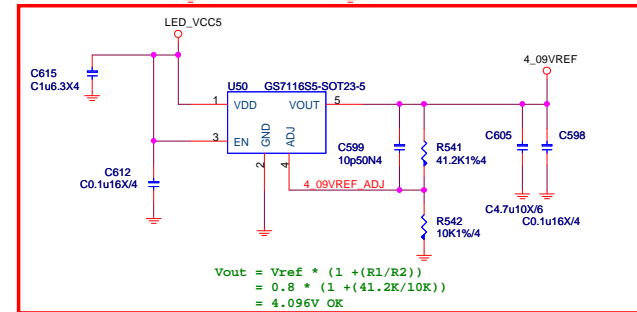 LED_VCC5
4_09VREF
C615
C1u6.3X4
U50 GS7116S5-SOT23-5
1 VDD VOUT 5
3 EN GND ADJ
2 4
C599
10p50N4
R541
41.2K1%4
C605 C598
C612
C0.1u16X/4
4_09VREF_ADJ
R542
10K1%/4
C4.7u10X/6
C0.1u16X/4
Vout = Vref * (1 +(R1/R2))
= 0.8 * (1 +(41.2K/10K))
= 4.096V OK